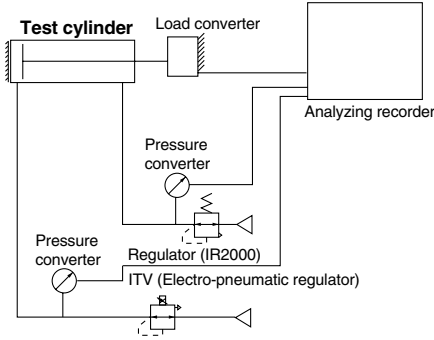 Test cylinder
Load converter
Analyzing recorder
Pressure
converter
Regulator (IR2000)
Pressure
converter
ITV (Electro-pneumatic regulator)